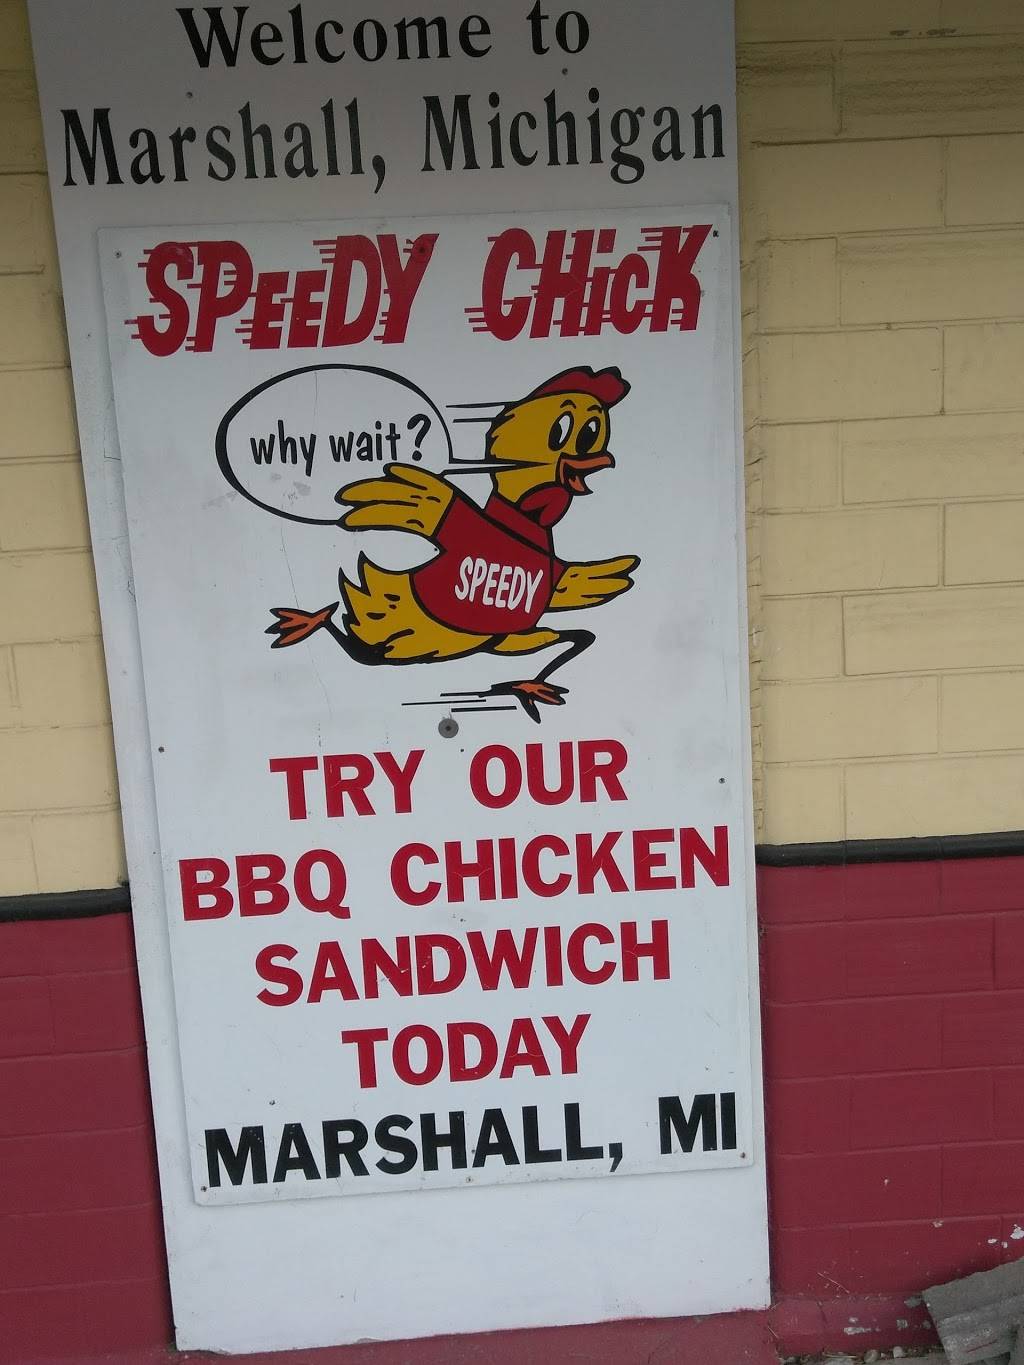 Welcome to
Marshall, Michigan
SPEEDY CHiCK
why wait?
SPEEDY
TRY OUR
BBQ CHICKEN
SANDWICH
TODAY
MARSHALL, MI